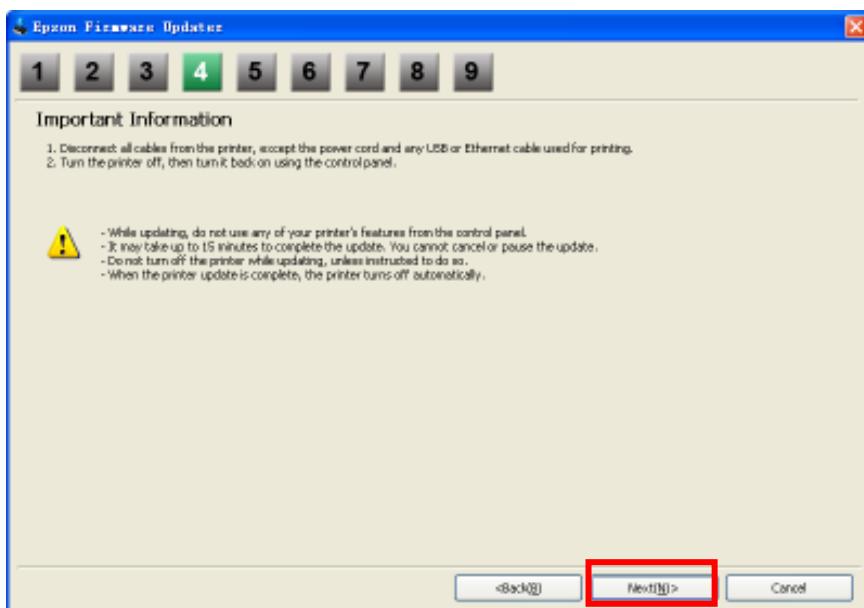 Epson Firmware Updater
1 2 3 4 5 6 7 8 9
Important Information
1. Disconnect all cables from the printer, except the power cord and any USB or Ethernet cable used for printing.
2. Turn the printer off, then turn it back on using the control panel.
- While updating, do not use any of your printer's features from the control panel.
- It may take up to 15 minutes to complete the update. You cannot cancel or pause the update.
- Do not turn off the printer while updating, unless instructed to do so.
- When the printer update is complete, the printer turns off automatically.
<Back(B) Next(N)> Cancel